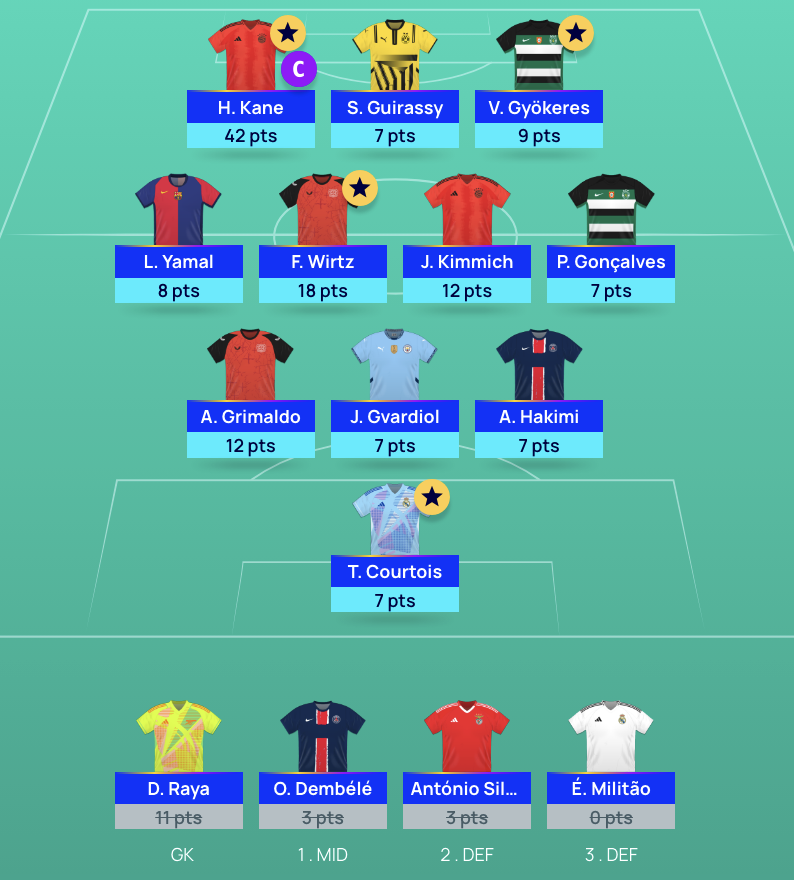 C
H. Kane
S. Guirassy
V. Gyökeres
42 pts
7 pts
9 pts
L. Yamal
F. Wirtz
J. Kimmich
P. Gonçalves
8 pts
18 pts
12 pts
7 pts
A. Grimaldo
J. Gvardiol
A. Hakimi
12 pts
7 pts
7 pts
T. Courtois
7 pts
D. Raya
O. Dembélé
António Sil...
É. Militão
11 pts
3 pts
3 pts
0 pts
GK
1 . MID
2 . DEF
3 . DEF